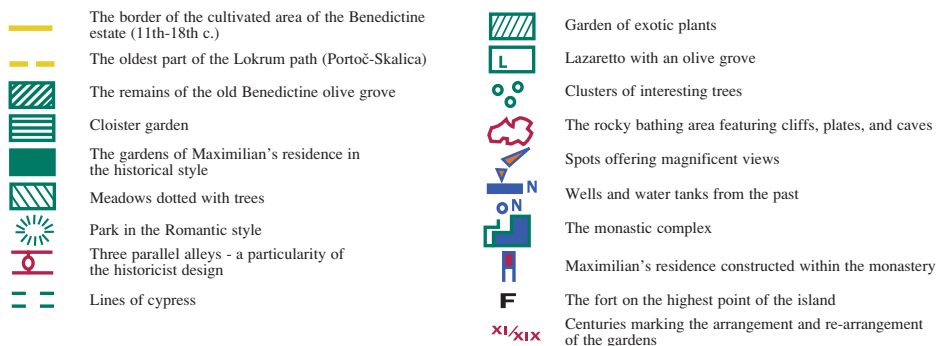 The border of the cultivated area of the Benedictine
estate (11th-18th c.)
The oldest part of the Lokrum path (Portoč-Skalica)
The remains of the old Benedictine olive grove
Cloister garden
The gardens of Maximilian's residence in
the historical style
Meadows dotted with trees
Park in the Romantic style
Three parallel alleys - a particularity of
the historicist design
Lines of cypress
Garden of exotic plants
L
Lazaretto with an olive grove
Clusters of interesting trees
The rocky bathing area featuring cliffs, plates, and caves
Spots offering magnificent views
N
Wells and water tanks from the past
N
The monastic complex
Maximilian's residence constructed within the monastery
F
The fort on the highest point of the island
XI/XIX
Centuries marking the arrangement and re-arrangement
of the gardens